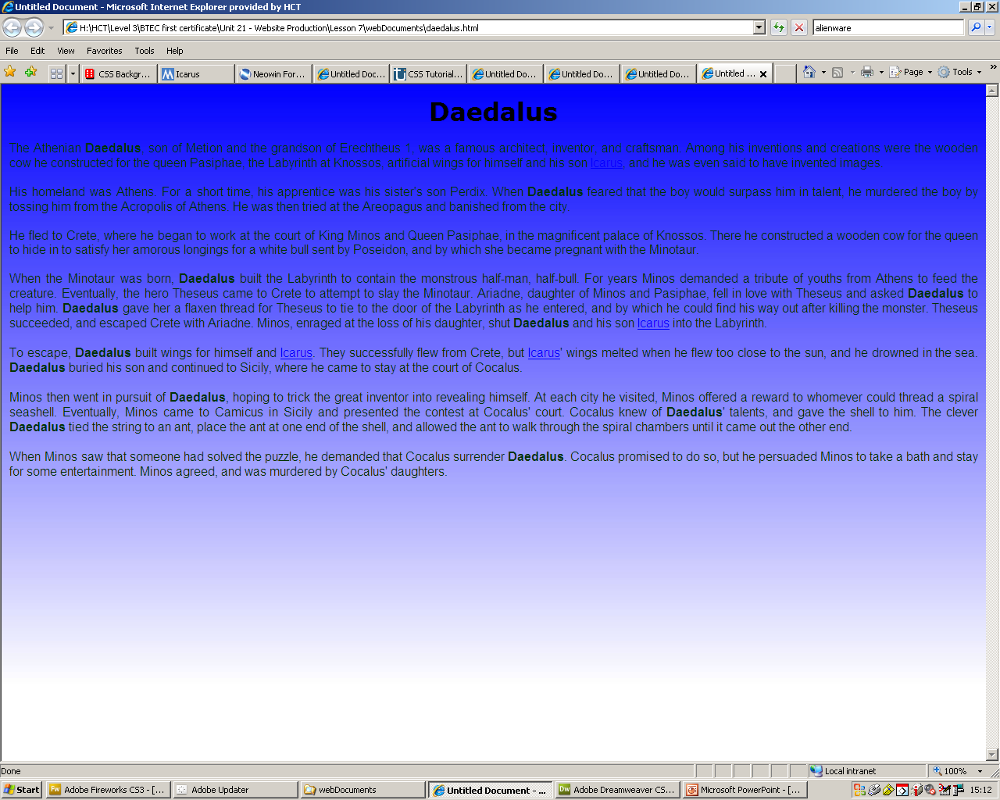 Untitled Document - Microsoft Internet Explorer provided by HCT
H:\HCT\Level 3\BTEC first certificate\Unit 21 - Website Production\Lesson 7\webDocuments\daedalus.html
alienware
File Edit View Favorites Tools Help
CSS Backgr... Icarus Neowin For... Untitled Doc... CSS Tutorial... Untitled Do... Untitled Do... Untitled Do... Untitled ... Page Tools
Daedalus
The Athenian Daedalus, son of Metion and the grandson of Erechtheus 1, was a famous architect, inventor, and craftsman. Among his inventions and creations were the wooden
cow he constructed for the queen Pasiphae, the Labyrinth at Knossos, artificial wings for himself and his son Icarus, and he was even said to have invented images.
His homeland was Athens. For a short time, his apprentice was his sister's son Perdix. When Daedalus feared that the boy would surpass him in talent, he murdered the boy by
tossing him from the Acropolis of Athens. He was then tried at the Areopagus and banished from the city.
He fled to Crete, where he began to work at the court of King Minos and Queen Pasiphae, in the magnificent palace of Knossos. There he constructed a wooden cow for the queen
to hide in to satisfy her amorous longings for a white bull sent by Poseidon, and by which she became pregnant with the Minotaur.
When the Minotaur was born, Daedalus built the Labyrinth to contain the monstrous half-man, half-bull. For years Minos demanded a tribute of youths from Athens to feed the
creature. Eventually, the hero Theseus came to Crete to attempt to slay the Minotaur. Ariadne, daughter of Minos and Pasiphae, fell in love with Theseus and asked Daedalus to
help him. Daedalus gave her a flaxen thread for Theseus to tie to the door of the Labyrinth as he entered, and by which he could find his way out after killing the monster. Theseus
succeeded, and escaped Crete with Ariadne. Minos, enraged at the loss of his daughter, shut Daedalus and his son Icarus into the Labyrinth.
To escape, Daedalus built wings for himself and Icarus. They successfully flew from Crete, but Icarus' wings melted when he flew too close to the sun, and he drowned in the sea.
Daedalus buried his son and continued to Sicily, where he came to stay at the court of Cocalus.
Minos then went in pursuit of Daedalus, hoping to trick the great inventor into revealing himself. At each city he visited, Minos offered a reward to whomever could thread a spiral
seashell. Eventually, Minos came to Camicus in Sicily and presented the contest at Cocalus' court. Cocalus knew of Daedalus' talents, and gave the shell to him. The clever
Daedalus tied the string to an ant, place the ant at one end of the shell, and allowed the ant to walk through the spiral chambers until it came out the other end.
When Minos saw that someone had solved the puzzle, he demanded that Cocalus surrender Daedalus. Cocalus promised to do so, but he persuaded Minos to take a bath and stay
for some entertainment. Minos agreed, and was murdered by Cocalus' daughters.
Done Local intranet 100%
Start Adobe Fireworks CS3 - [... Adobe Updater webDocuments Untitled Document - ... Adobe Dreamweaver CS... Microsoft PowerPoint - [... 15:12